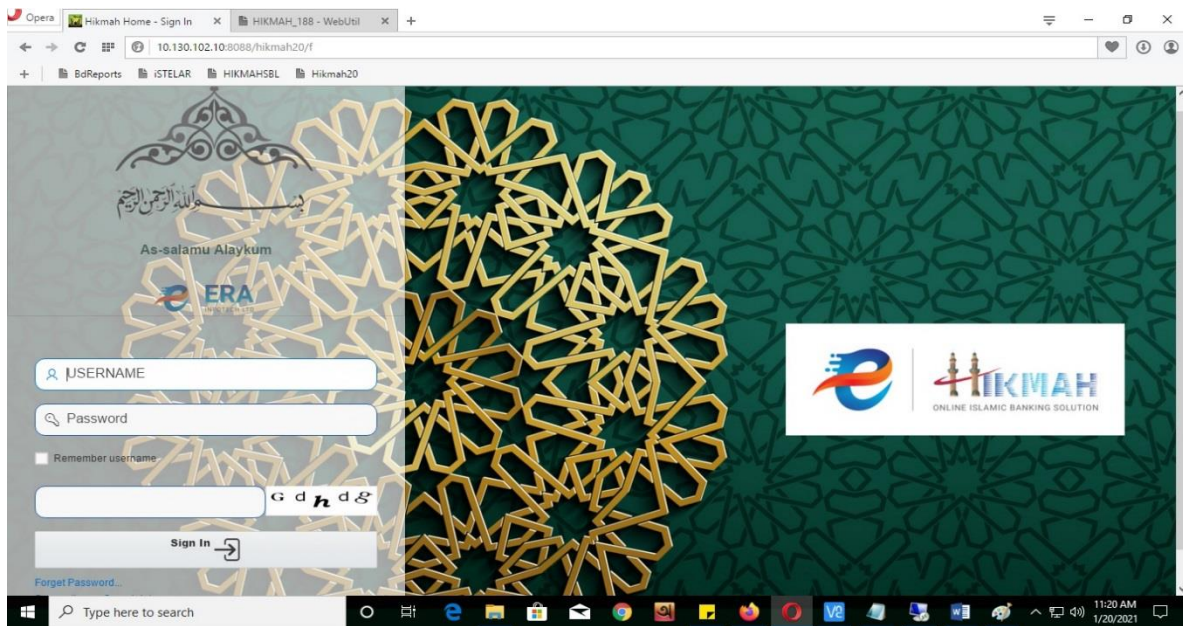 Opera
Hikmah Home - Sign In
HIKMAH_188 - WebUtil
10.130.102.10:8088/hikmah20/f
BdReports
iSTELAR
HIKMAHSBL
Hikmah20
بسم الله الرحمن الرحيم
As-salamu Alaykum
ERA
INFOTECH LTD
USERNAME
Password
Remember username
G d h d g
Sign In
Forget Password...
HIKMAH
ONLINE ISLAMIC BANKING SOLUTION
Type here to search
11:20 AM
1/20/2021